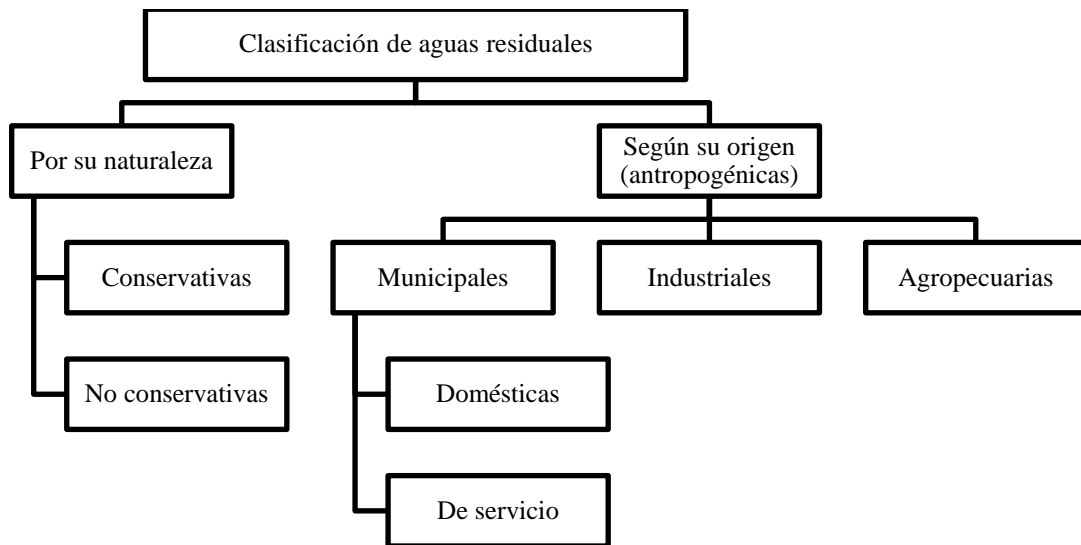 Clasificación de aguas residuales
Por su naturaleza
Según su origen
(antropogénicas)
Conservativas
Municipales
Industriales
Agropecuarias
No conservativas
Domésticas
De servicio